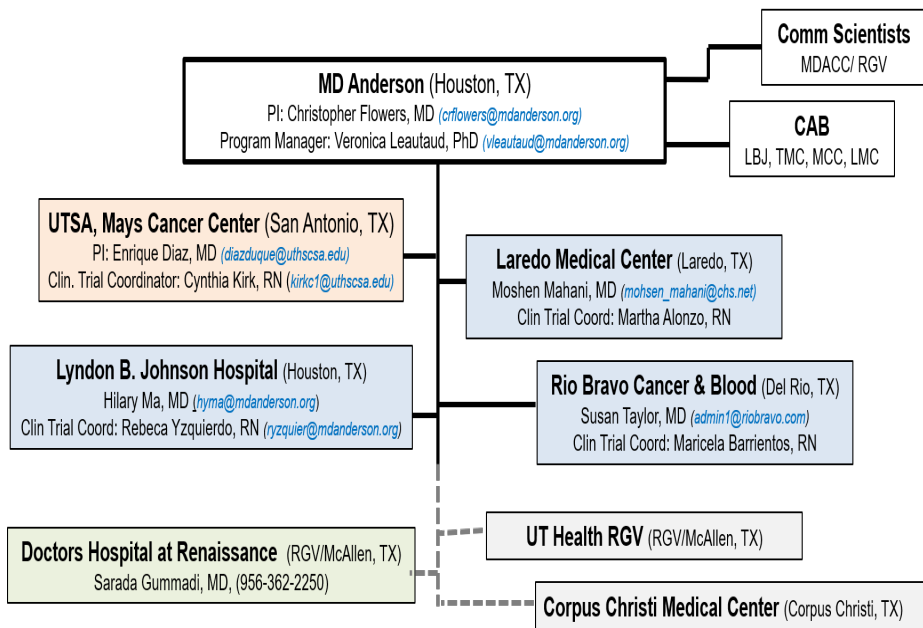 Comm Scientists
MDACC/ RGV
MD Anderson (Houston, TX)
PI: Christopher Flowers, MD (crflowers@mdanderson.org)
Program Manager: Veronica Leautaud, PhD (vleautaud@mdanderson.org)
CAB
LBJ, TMC, MCC, LMC
UTSA, Mays Cancer Center (San Antonio, TX)
PI: Enrique Diaz, MD (diazduque@uthscsa.edu)
Clin. Trial Coordinator: Cynthia Kirk, RN (kirkc1@uthscsa.edu)
Laredo Medical Center (Laredo, TX)
Moshen Mahani, MD (mohsen_mahani@chs.net)
Clin Trial Coord: Martha Alonzo, RN
Lyndon B. Johnson Hospital (Houston, TX)
Hilary Ma, MD (hyma@mdanderson.org)
Clin Trial Coord: Rebeca Yzquierdo, RN (ryzquier@mdanderson.org)
Rio Bravo Cancer & Blood (Del Rio, TX)
Susan Taylor, MD (admin1@riobravo.com)
Clin Trial Coord: Maricela Barrientos, RN
UT Health RGV (RGV/McAllen, TX)
Doctors Hospital at Renaissance (RGV/McAllen, TX)
Sarada Gummadi, MD, (956-362-2250)
Corpus Christi Medical Center (Corpus Christi, TX)